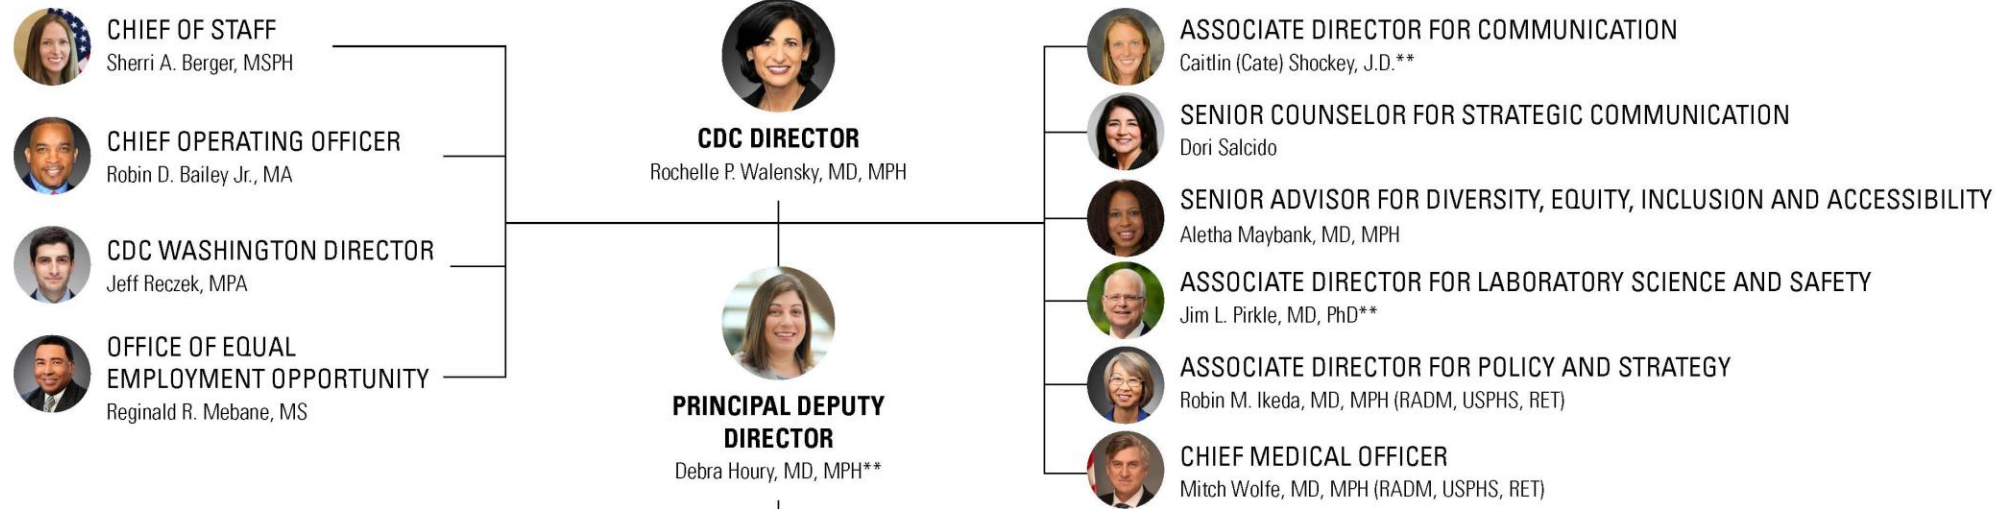 CHIEF OF STAFF
Sherri A. Berger, MSPH
CHIEF OPERATING OFFICER
Robin D. Bailey Jr., MA
CDC WASHINGTON DIRECTOR
Jeff Reczek, MPA
OFFICE OF EQUAL
EMPLOYMENT OPPORTUNITY
Reginald R. Mebane, MS
CDC DIRECTOR
Rochelle P. Walensky, MD, MPH
PRINCIPAL DEPUTY
DIRECTOR
Debra Houry, MD, MPH**
ASSOCIATE DIRECTOR FOR COMMUNICATION
Caitlin (Cate) Shockey, J.D.**
SENIOR COUNSELOR FOR STRATEGIC COMMUNICATION
Dori Salcido
SENIOR ADVISOR FOR DIVERSITY, EQUITY, INCLUSION AND ACCESSIBILITY
Aletha Maybank, MD, MPH
ASSOCIATE DIRECTOR FOR LABORATORY SCIENCE AND SAFETY
Jim L. Pirkle, MD, PhD**
ASSOCIATE DIRECTOR FOR POLICY AND STRATEGY
Robin M. Ikeda, MD, MPH (RADM, USPHS, RET)
CHIEF MEDICAL OFFICER
Mitch Wolfe, MD, MPH (RADM, USPHS, RET)